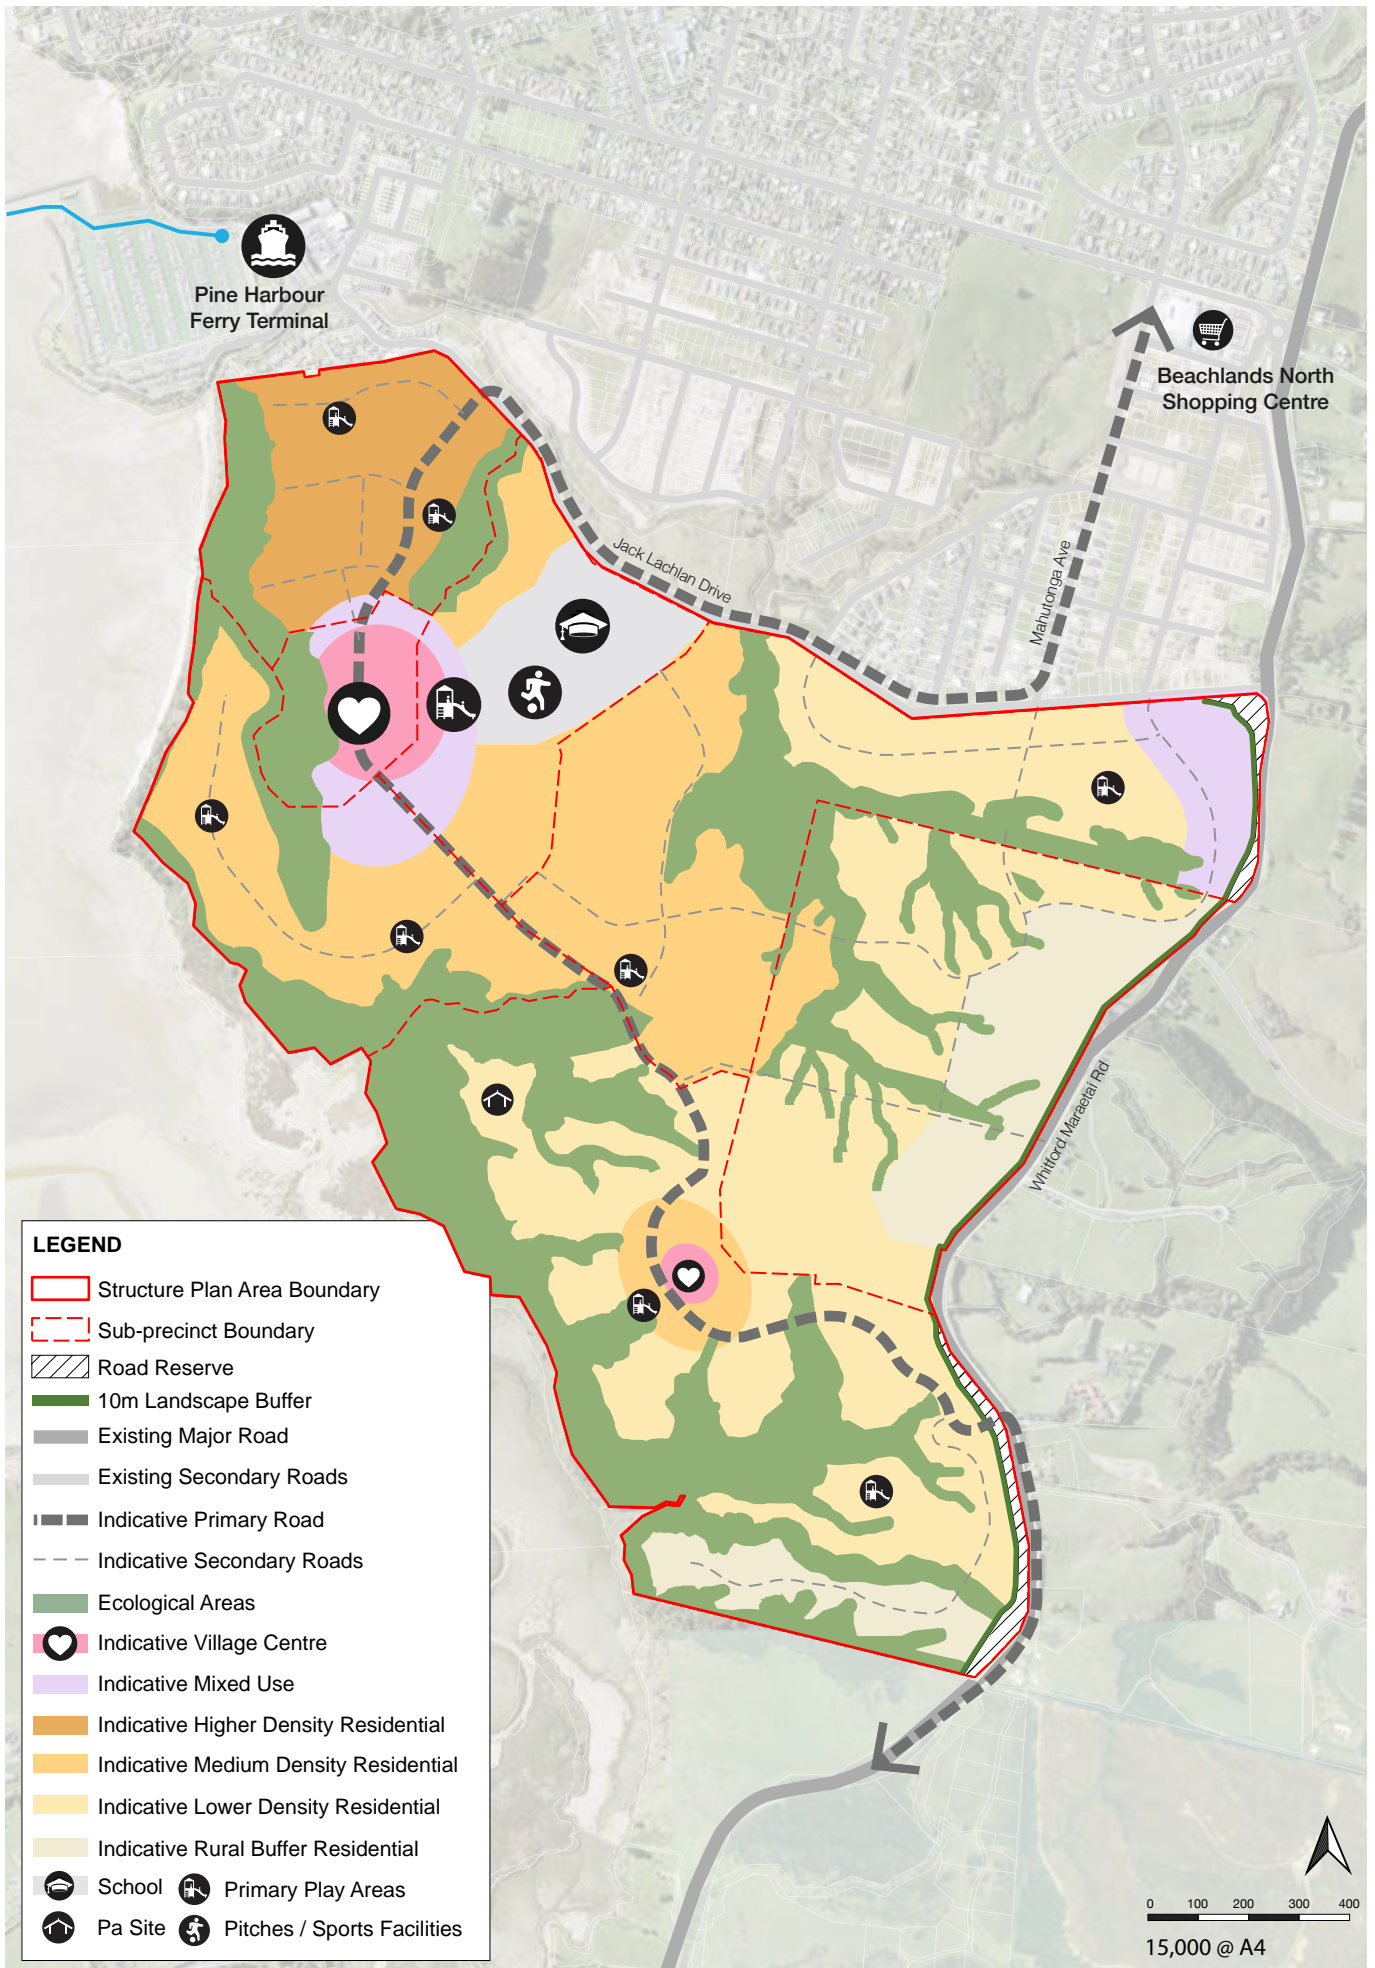 Pine Harbour
Ferry Terminal
Beachlands North
Shopping Centre
Jack Lachlan Drive
Mahutonga Ave
Whitford Maraetai Rd
LEGEND
Structure Plan Area Boundary
Sub-precinct Boundary
Road Reserve
10m Landscape Buffer
Existing Major Road
Existing Secondary Roads
Indicative Primary Road
Indicative Secondary Roads
Ecological Areas
Indicative Village Centre
Indicative Mixed Use
Indicative Higher Density Residential
Indicative Medium Density Residential
Indicative Lower Density Residential
Indicative Rural Buffer Residential
School Primary Play Areas
Pa Site Pitches / Sports Facilities
0 100 200 300 400
15,000 @ A4